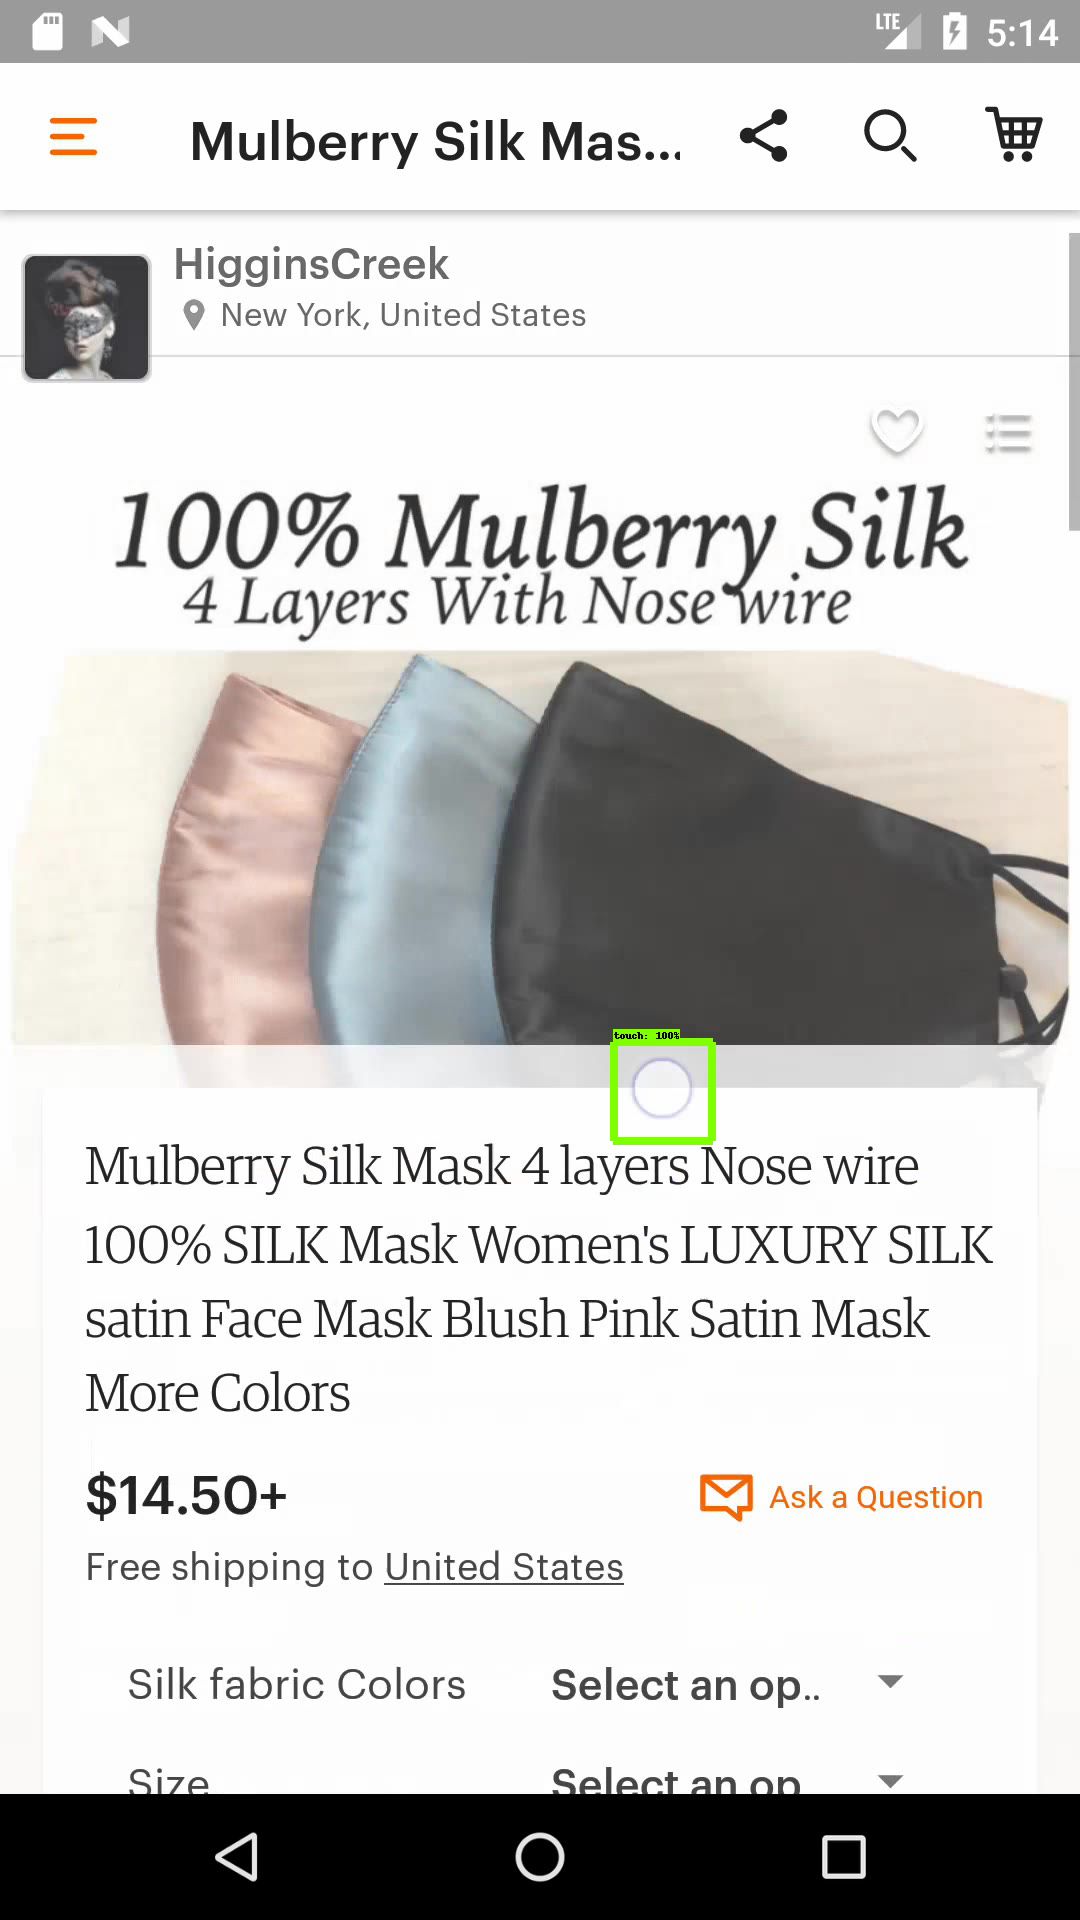 LTE 5:14
Mulberry Silk Mas...
HigginsCreek
New York, United States
100% Mulberry Silk
4 Layers With Nose wire
touch: 100%
Mulberry Silk Mask 4 layers Nose wire
100% SILK Mask Women's LUXURY SILK
satin Face Mask Blush Pink Satin Mask
More Colors
$14.50+
Ask a Question
Free shipping to United States
Silk fabric Colors Select an op..
Size Select an op